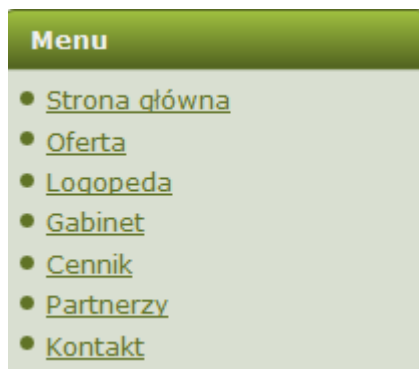 Menu
Strona główna
Oferta
Logopeda
Gabinet
Cennik
Partnerzy
Kontakt